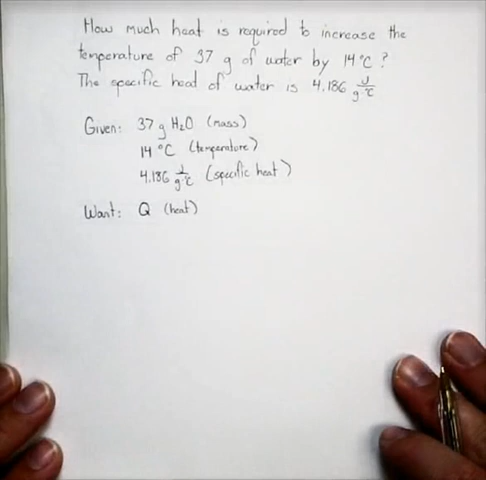 How much heat is required to increase the
temperature of 37 g of water by 14°C?
The specific heat of water is 4.186 J/g·°C
Given: 37 g H₂O (mass)
14 °C (temperature)
4.186 J/g·°C (specific heat)
Want: Q (heat)